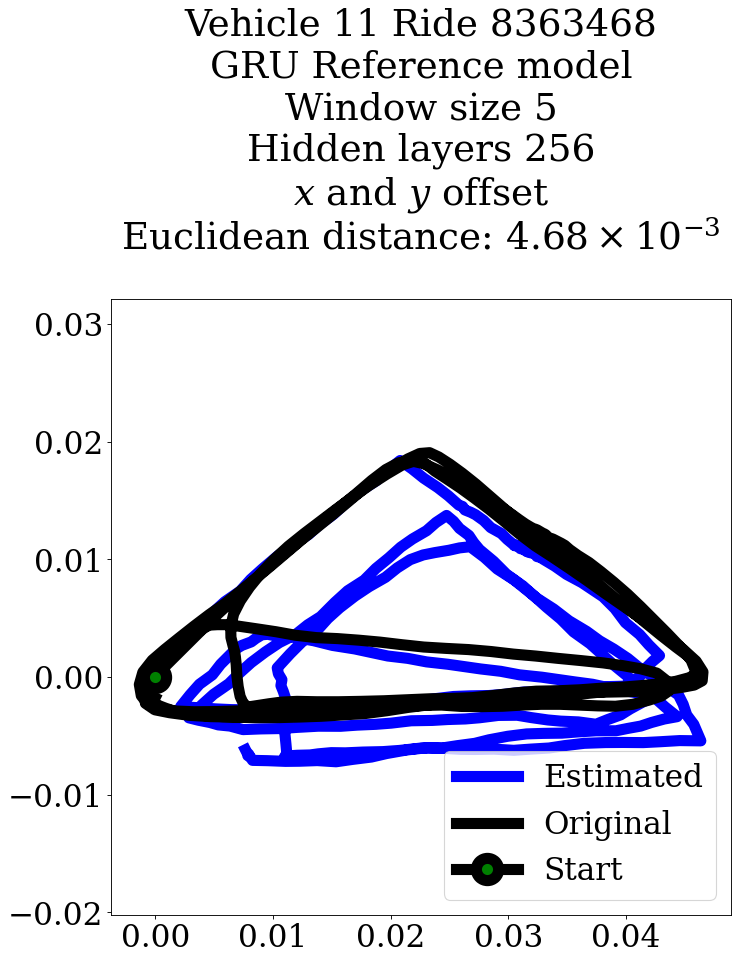 Vehicle 11 Ride 8363468
GRU Reference model
Window size 5
Hidden layers 256
x and y offset
Euclidean distance: 4.68 × 10⁻³
0.03
0.02
0.01
0.00
−0.01
−0.02
Estimated
Original
Start
0.00 0.01 0.02 0.03 0.04